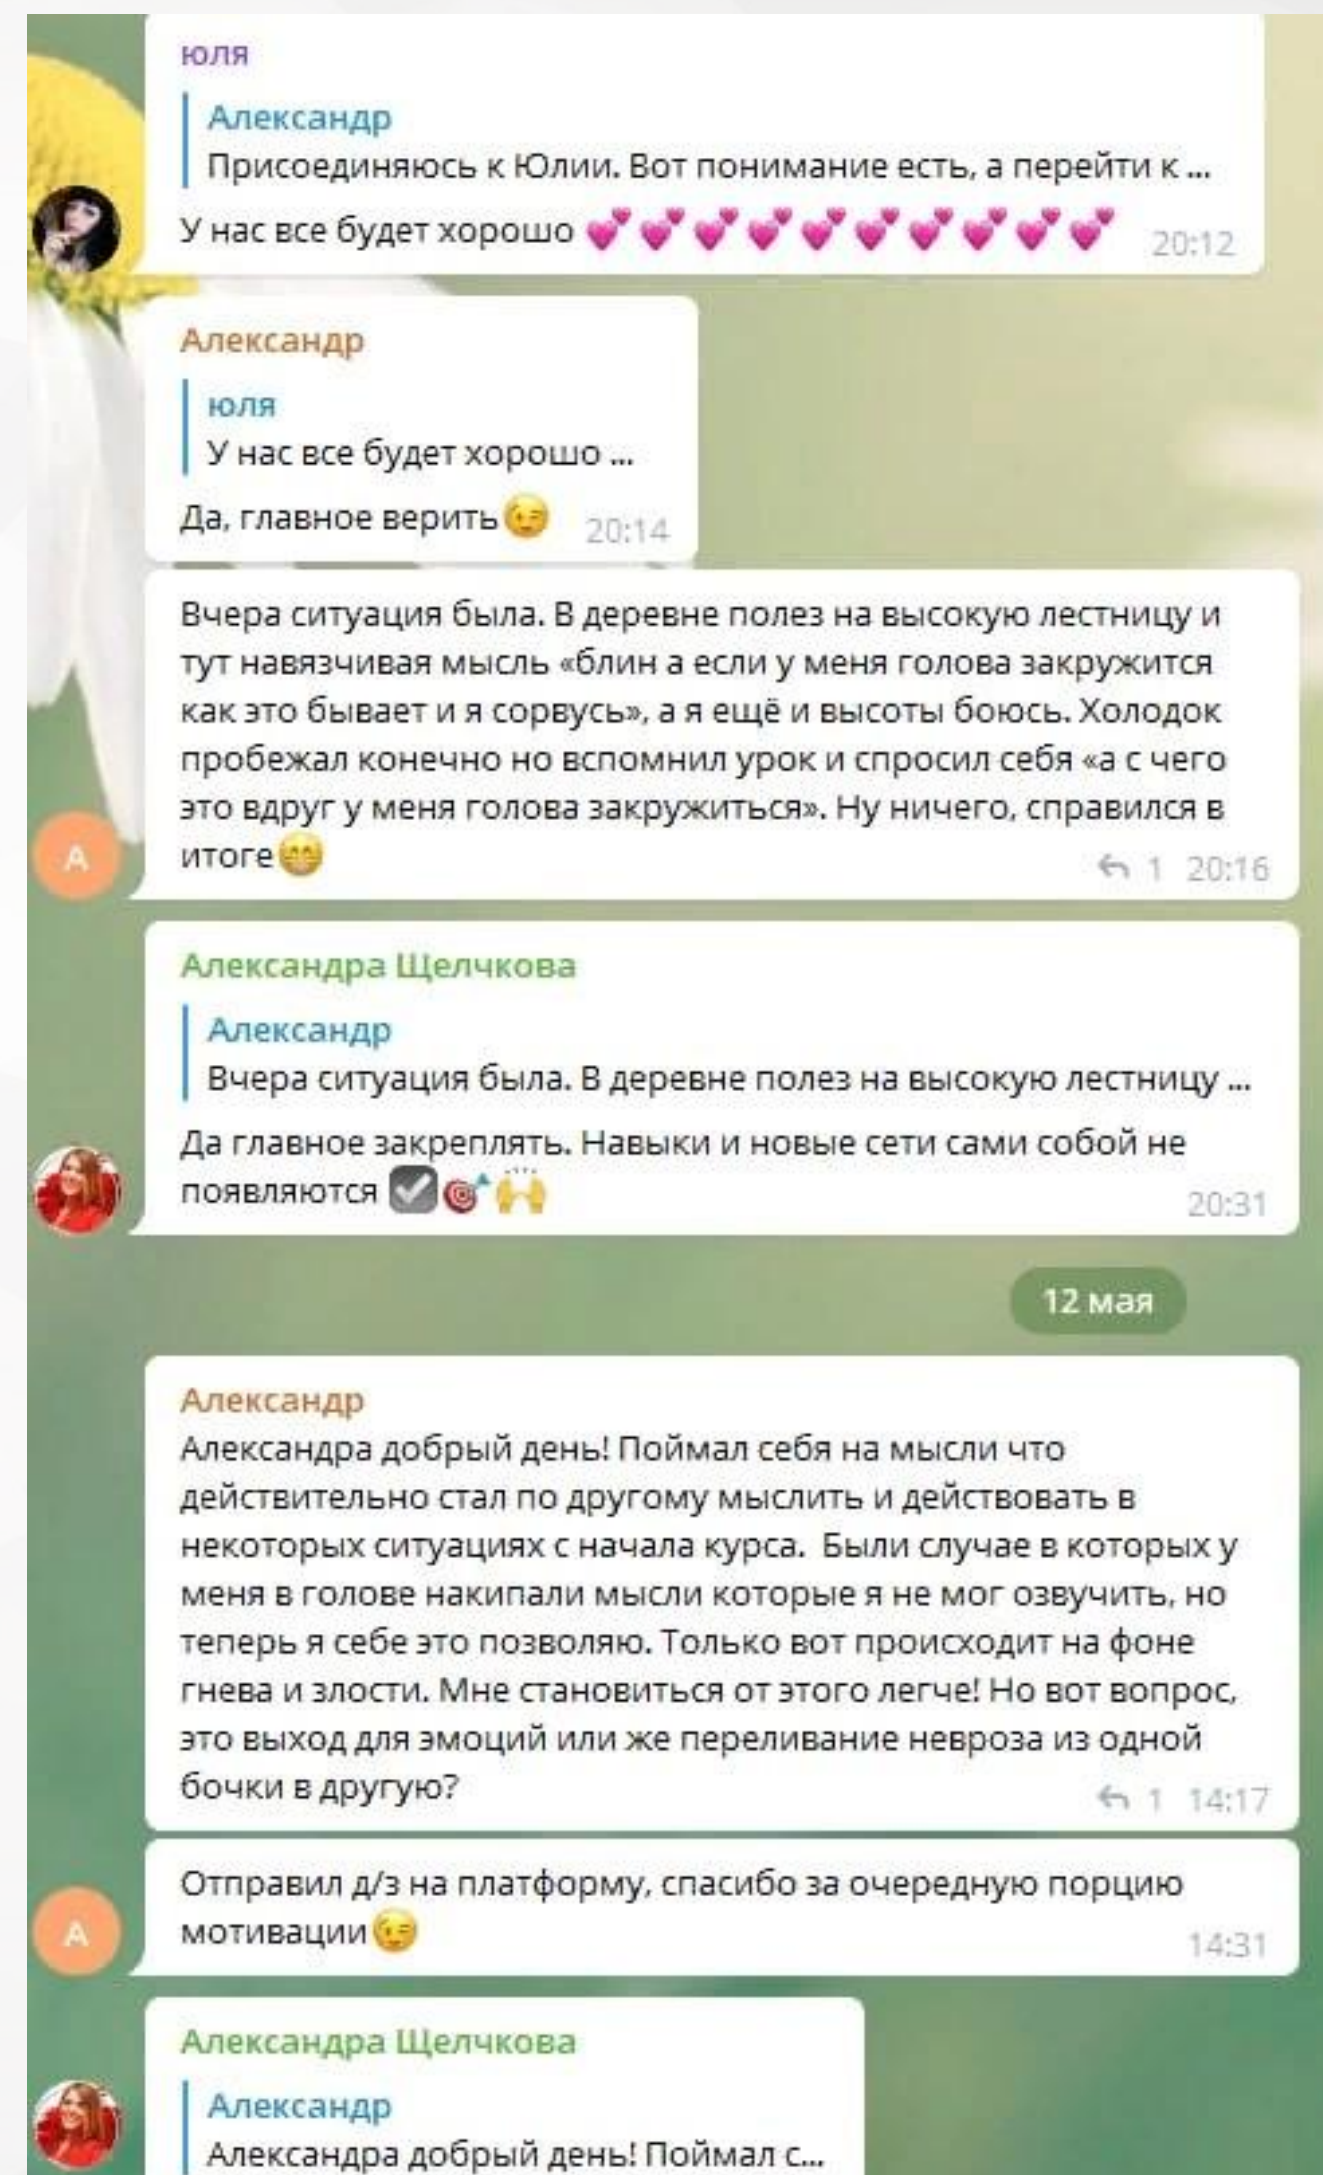 юля
Александр
Присоединяюсь к Юлии. Вот понимание есть, а перейти к ...
У нас все будет хорошо 💕💕💕💕💕💕💕💕💕💕 20:12
Александр
юля
У нас все будет хорошо ...
Да, главное верить😉 20:14
Вчера ситуация была. В деревне полез на высокую лестницу и
тут навязчивая мысль «блин а если у меня голова закружится
как это бывает и я сорвусь», а я ещё и высоты боюсь. Холодок
пробежал конечно но вспомнил урок и спросил себя «а с чего
это вдруг у меня голова закружиться». Ну ничего, справился в
итоге😁 1 20:16
А
Александра Щелчкова
Александр
Вчера ситуация была. В деревне полез на высокую лестницу ...
Да главное закреплять. Навыки и новые сети сами собой не
появляются ☑️🎯🙌 20:31
12 мая
Александр
Александра добрый день! Поймал себя на мысли что
действительно стал по другому мыслить и действовать в
некоторых ситуациях с начала курса. Были случае в которых у
меня в голове накипали мысли которые я не мог озвучить, но
теперь я себе это позволяю. Только вот происходит на фоне
гнева и злости. Мне становиться от этого легче! Но вот вопрос,
это выход для эмоций или же переливание невроза из одной
бочки в другую? 1 14:17
Отправил д/з на платформу, спасибо за очередную порцию
мотивации😉 14:31
А
Александра Щелчкова
Александр
Александра добрый день! Поймал с...